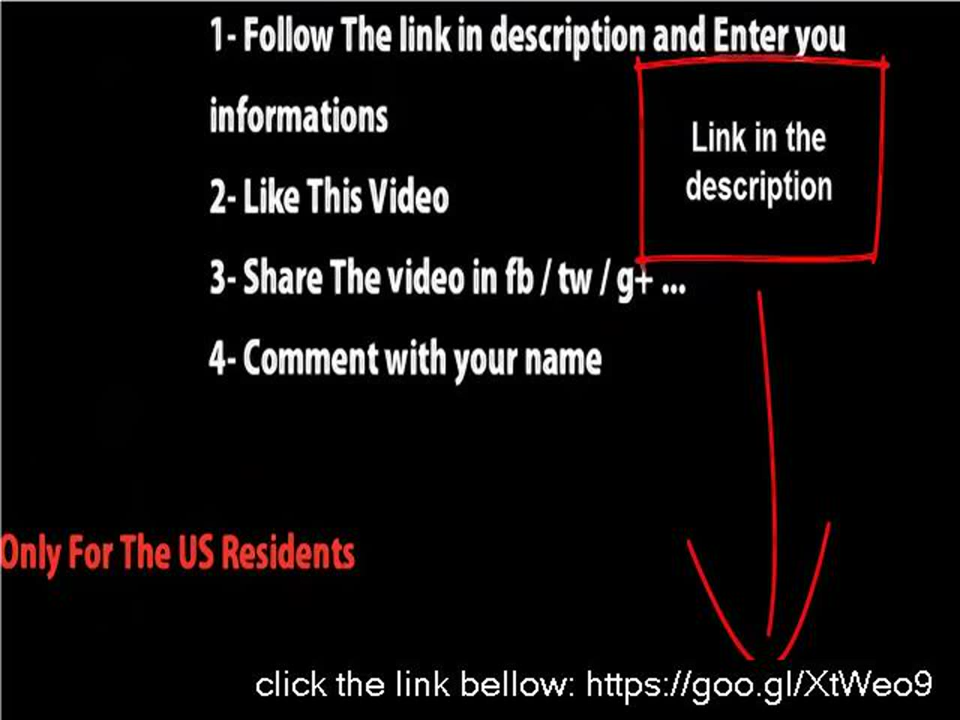 1- Follow The link in description and Enter you
informations
Link in the
description
2- Like This Video
3- Share The video in fb / tw / g+ ...
4- Comment with your name
Only For The US Residents
click the link bellow: https://goo.gl/XtWeo9